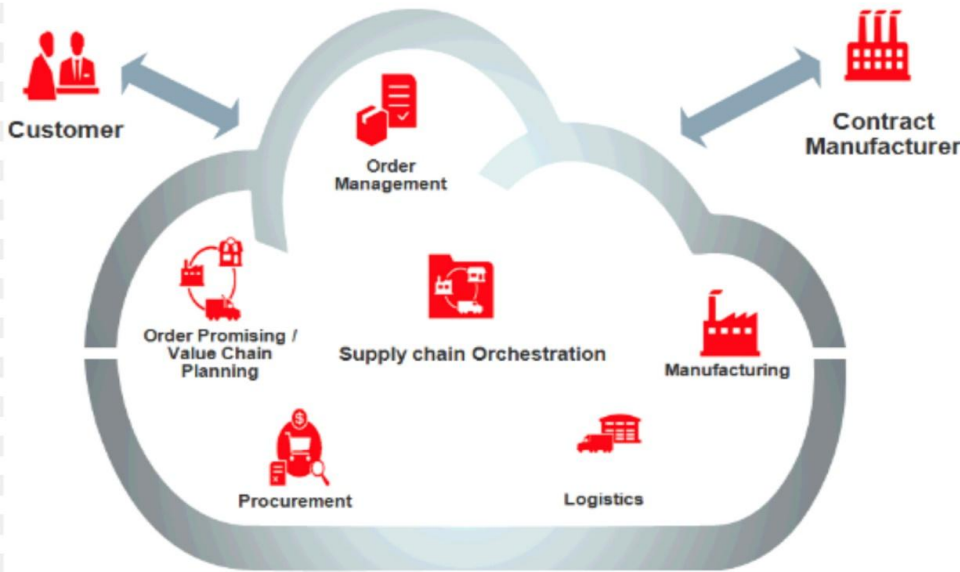 Customer
Contract
Manufacturer
Order
Management
Order Promising /
Value Chain
Planning
Supply chain Orchestration
Manufacturing
Procurement
Logistics
$